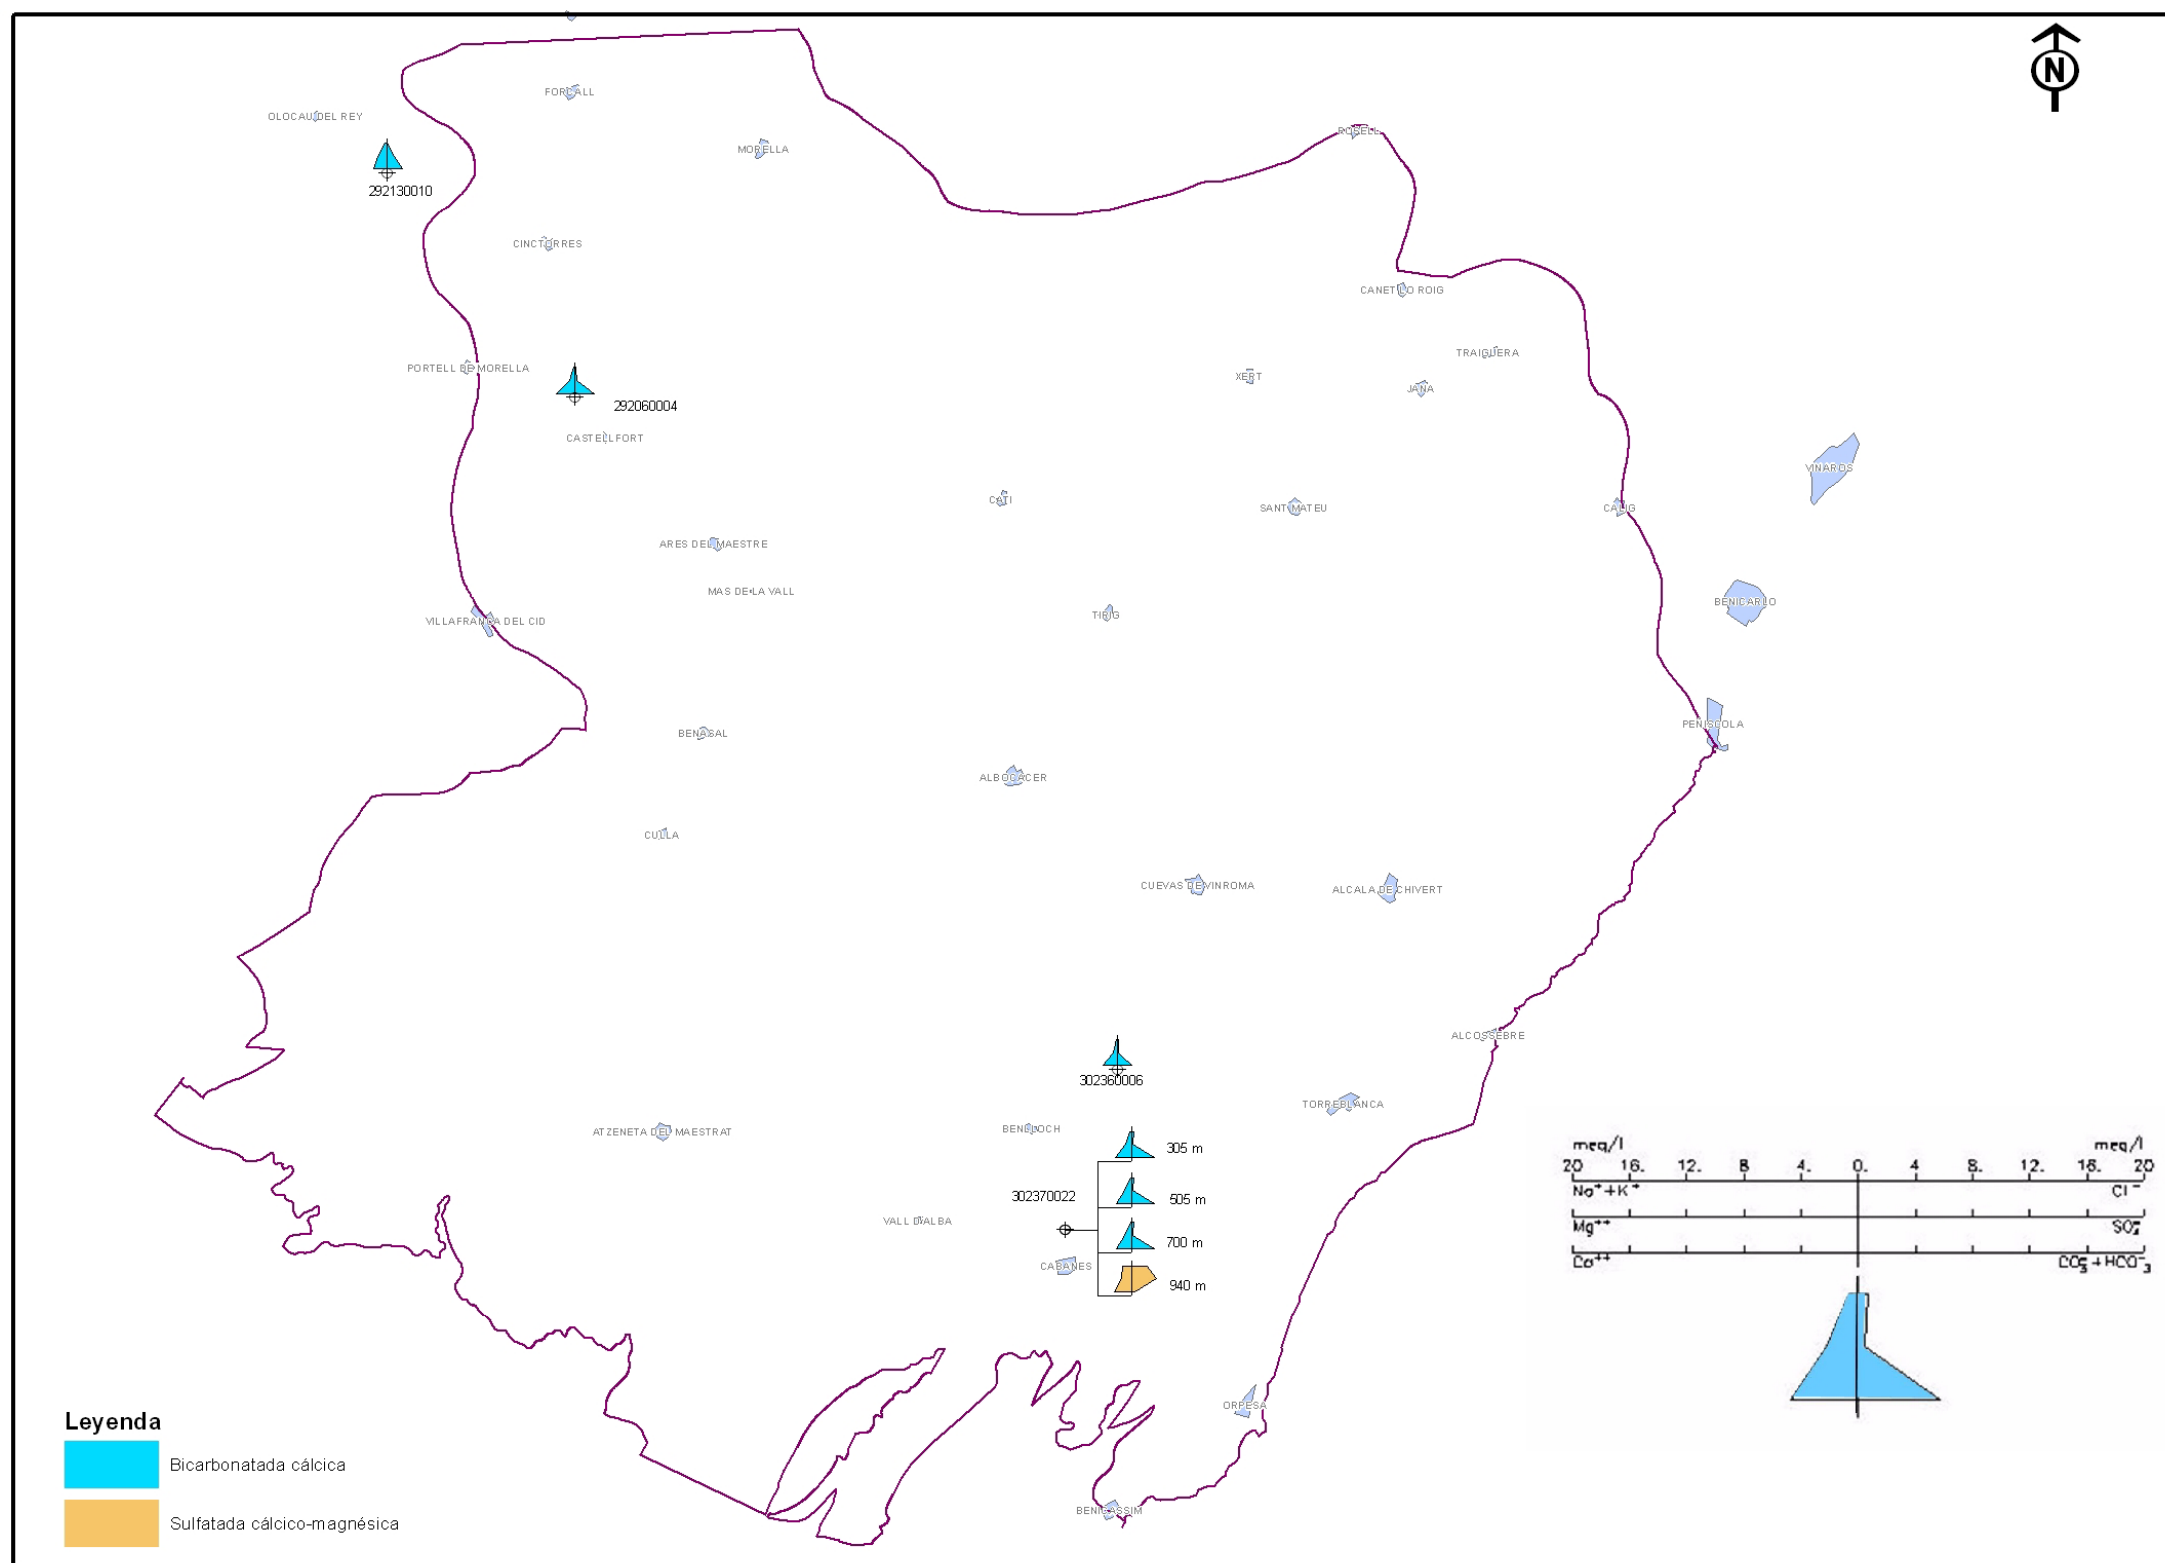 N
FORCALL
OLOCAU DEL REY
ROSELL
MORELLA
292130010
CINCTORRES
CANET LO ROIG
TRAIGUERA
PORTELL DE MORELLA
XERT
JANA
292060004
CASTELLFORT
VINAROS
CATI
SANT MATEU
CALIG
ARES DEL MAESTRE
MAS DE LA VALL
BENICARLO
TIRIG
VILLAFRANCA DEL CID
PENISCOLA
BENASAL
ALBOCACER
CULLA
CUEVAS DE VINROMA
ALCALA DE CHIVERT
ALCOSSEBRE
302360006
TORREBLANCA
BENLLOCH
ATZENETA DEL MAESTRAT
305 m
302370022
505 m
VALL D'ALBA
700 m
CABANES
940 m
meq/l meq/l
20 16. 12. 8 4. 0. 4 8. 12. 16. 20
Na⁺+K⁺ Cl⁻
Mg⁺⁺ SO₄⁼
Ca⁺⁺ CO₃⁼+HCO₃⁻
ORPESA
BENICASSIM
Leyenda
Bicarbonatada cálcica
Sulfatada cálcico-magnésica